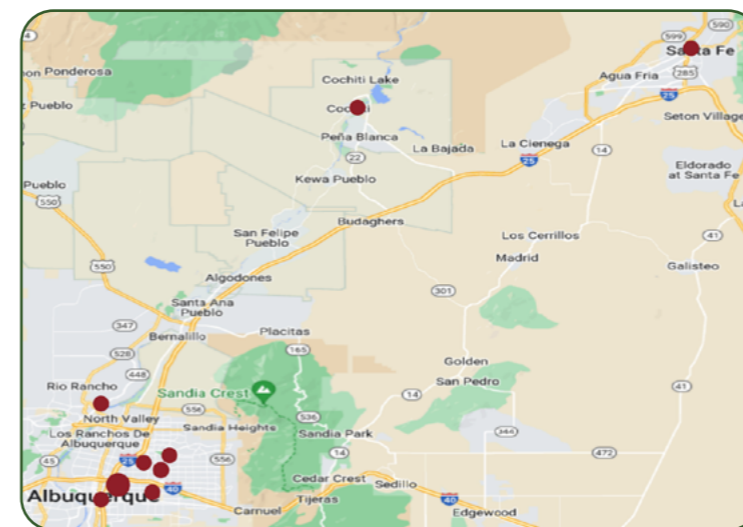 590
599
Santa Fe
on Ponderosa
285
Agua Fria
Cochiti Lake
25
Pueblo
Seton Village
Peña Blanca
La Bajada
La Cienega
14
25
22
Eldorado
at Santa Fe
Kewa Pueblo
Pueblo
550
Budaghers
San Felipe
Pueblo
Los Cerrillos
41
Madrid
Galisteo
550
Algodones
301
Santa Ana
Pueblo
347
Placitas
Bernalillo
528
165
Golden
448
San Pedro
Rio Rancho
Sandia Crest
14
41
North Valley
556
536
Sandia Heights
Los Ranchos De
Albuquerque
Sandia Park
344
25
45
556
14
472
Cedar Crest
Sedillo
40
Albuquerque
Tijeras
40
Carnuel
Edgewood